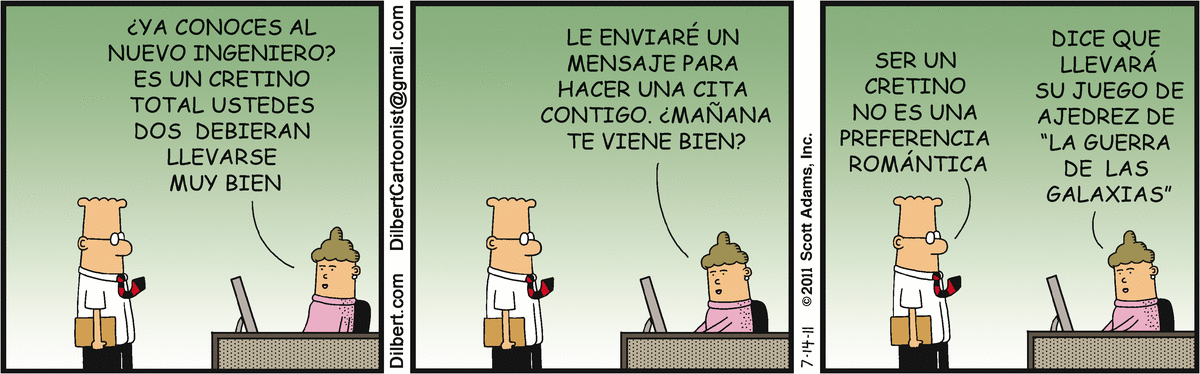 ¿YA CONOCES AL
NUEVO INGENIERO?
ES UN CRETINO
TOTAL USTEDES
DOS DEBIERAN
LLEVARSE
MUY BIEN
Dilbert.com DilbertCartoonist@gmail.com
LE ENVIARÉ UN
MENSAJE PARA
HACER UNA CITA
CONTIGO. ¿MAÑANA
TE VIENE BIEN?
7-14-11 ©2011 Scott Adams, Inc.
SER UN
CRETINO
NO ES UNA
PREFERENCIA
ROMÁNTICA
DICE QUE
LLEVARÁ
SU JUEGO DE
AJEDREZ DE
“LA GUERRA
DE LAS
GALAXIAS”